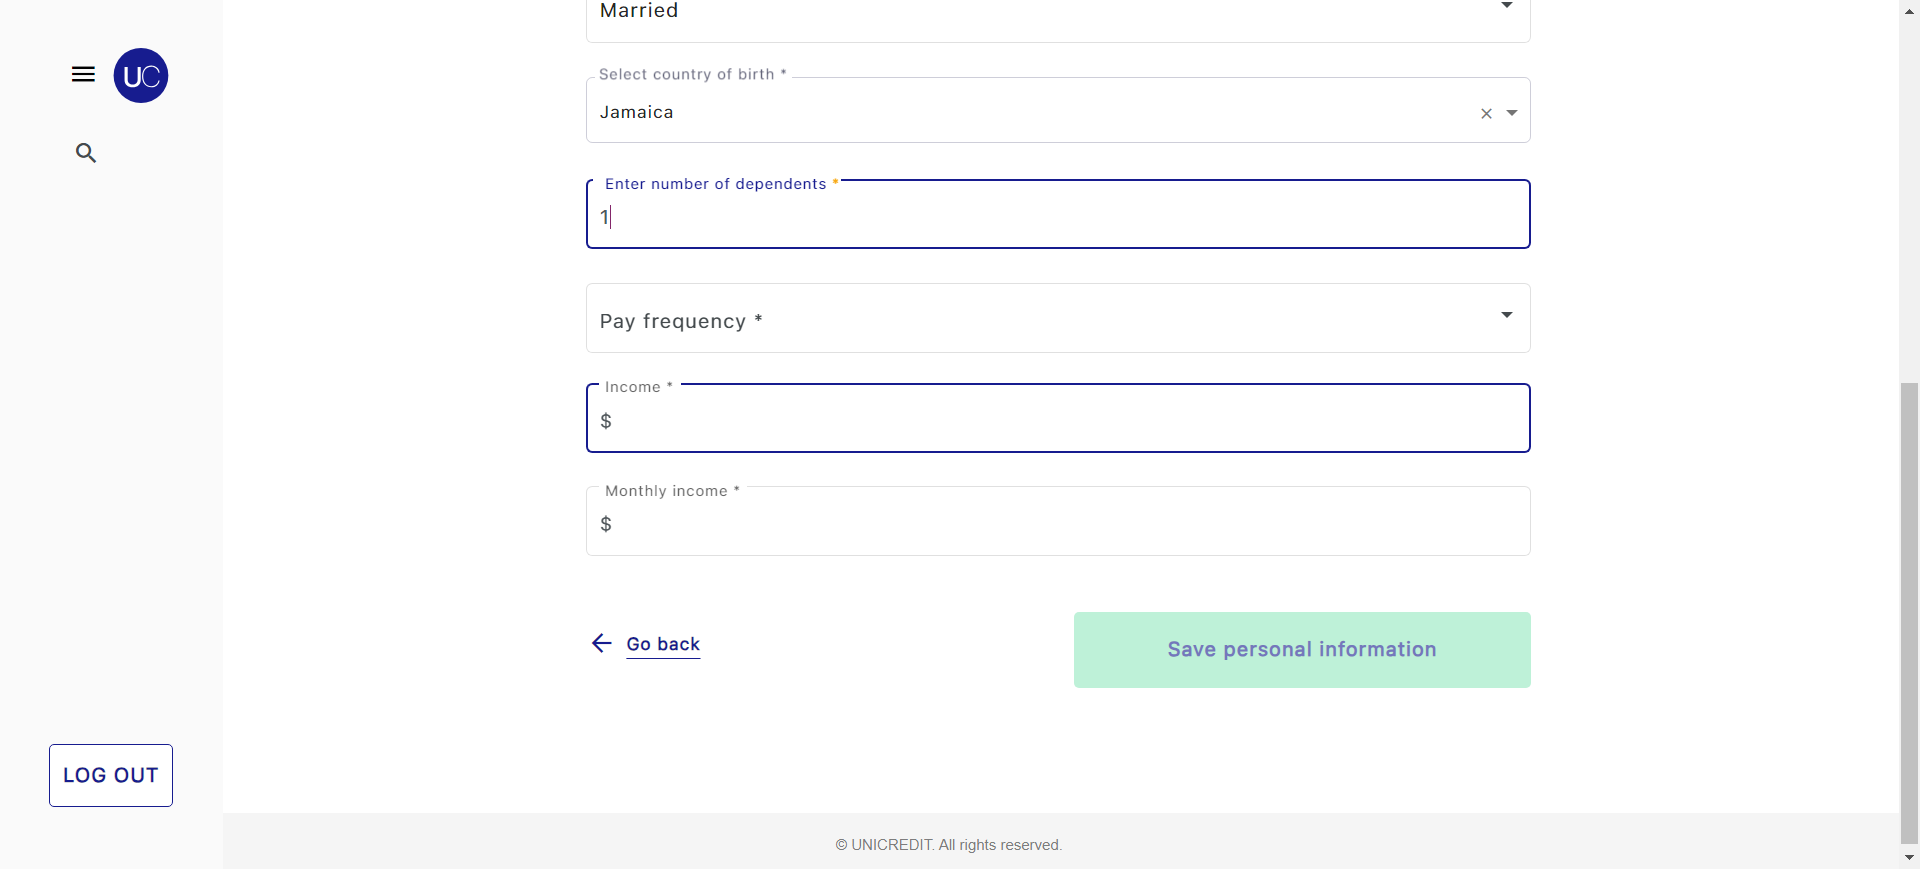 Married
UC
Select country of birth *
Jamaica
Enter number of dependents *
1
Pay frequency *
Income *
$
Monthly income *
$
Go back
Save personal information
LOG OUT
© UNICREDIT. All rights reserved.